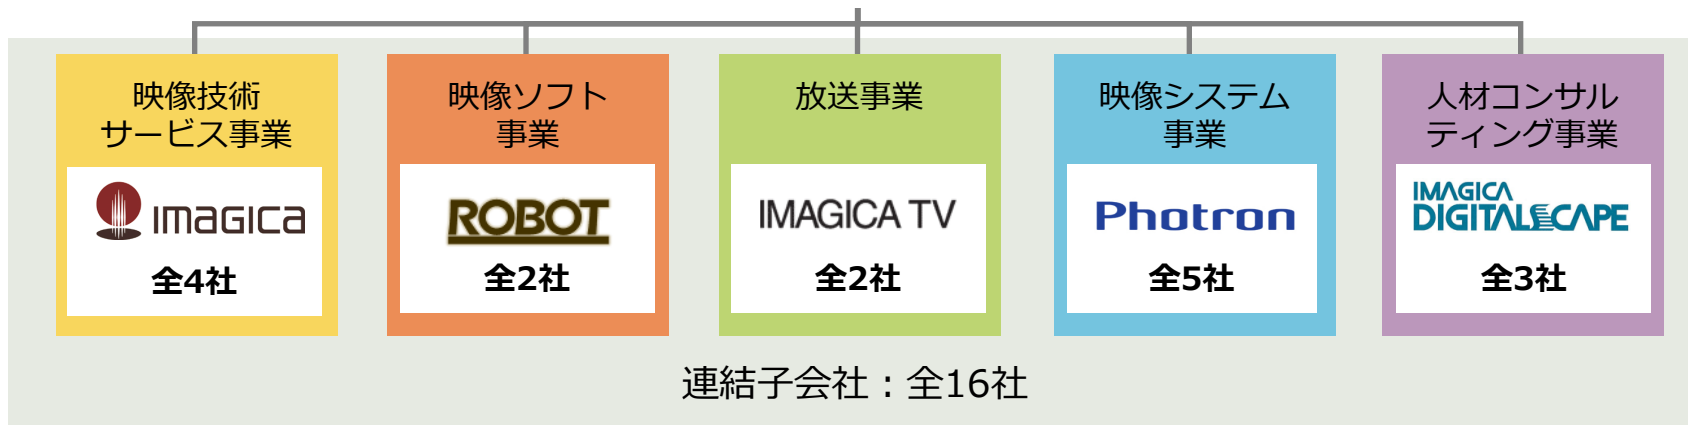 映像技術
サービス事業
IMAGICA
全4社
映像ソフト
事業
ROBOT
全2社
放送事業
IMAGICA TV
全2社
映像システム
事業
Photron
全5社
人材コンサル
ティング事業
IMAGICA
DIGITALSCAPE
全3社
連結子会社：全16社